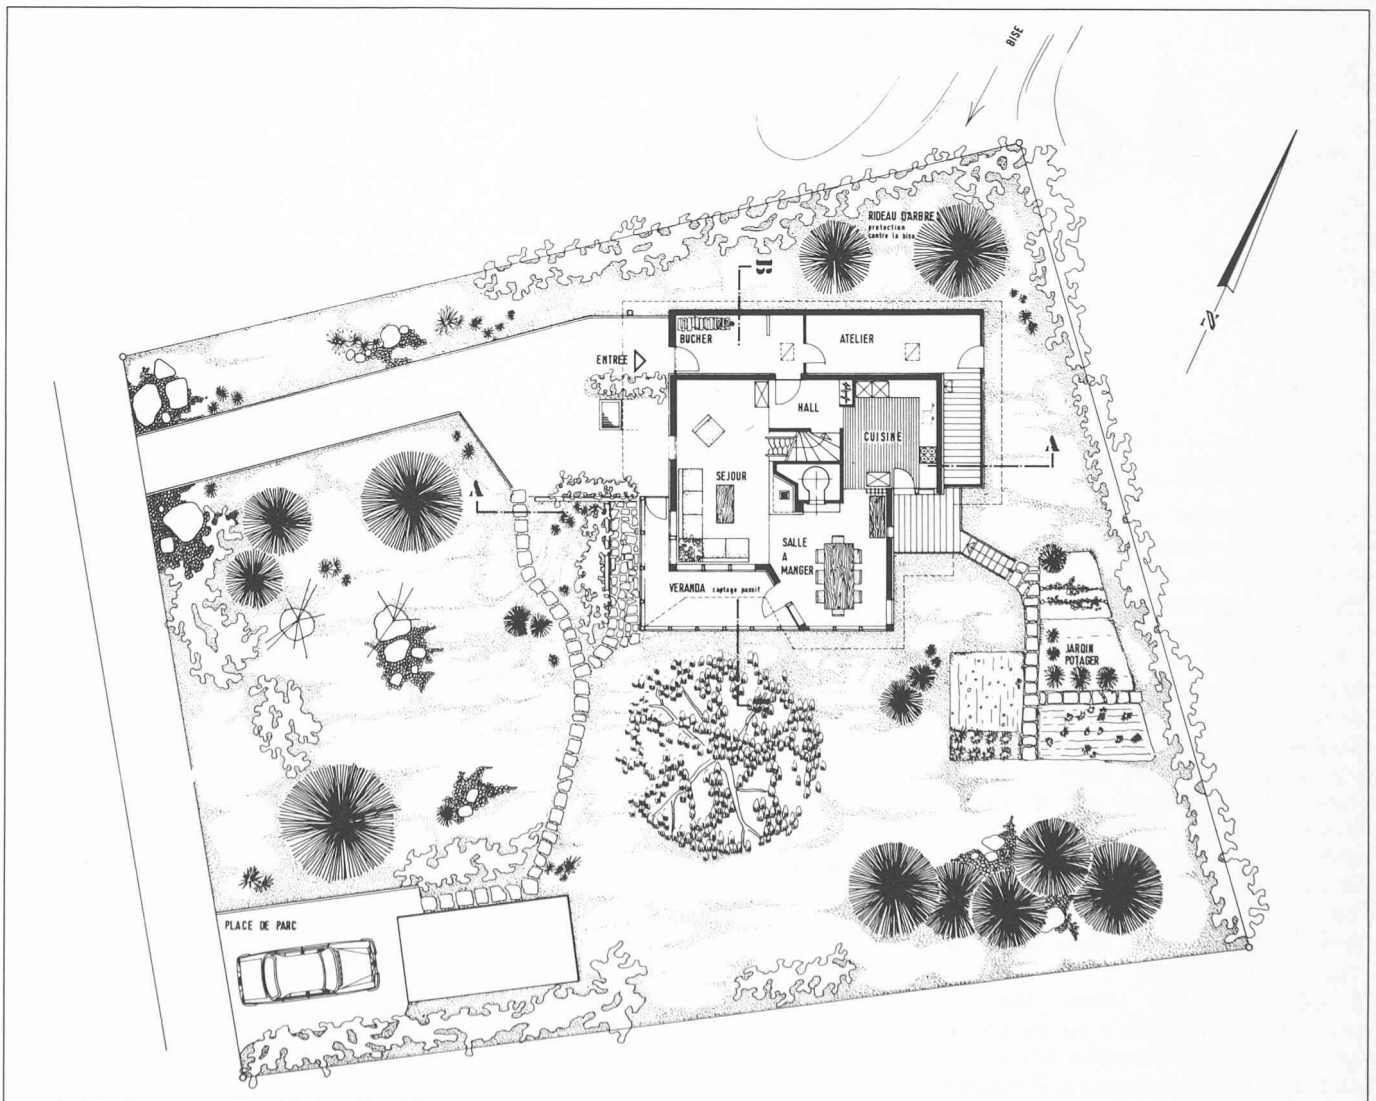 BISE
RIDEAU D'ARBRES
protection
contre la bise
B
N
BUCHER
ATELIER
ENTREE
HALL
CUISINE
A
A
SEJOUR
SALLE
A
MANGER
VERANDA captage passif
JARDIN
POTAGER
B
PLACE DE PARC